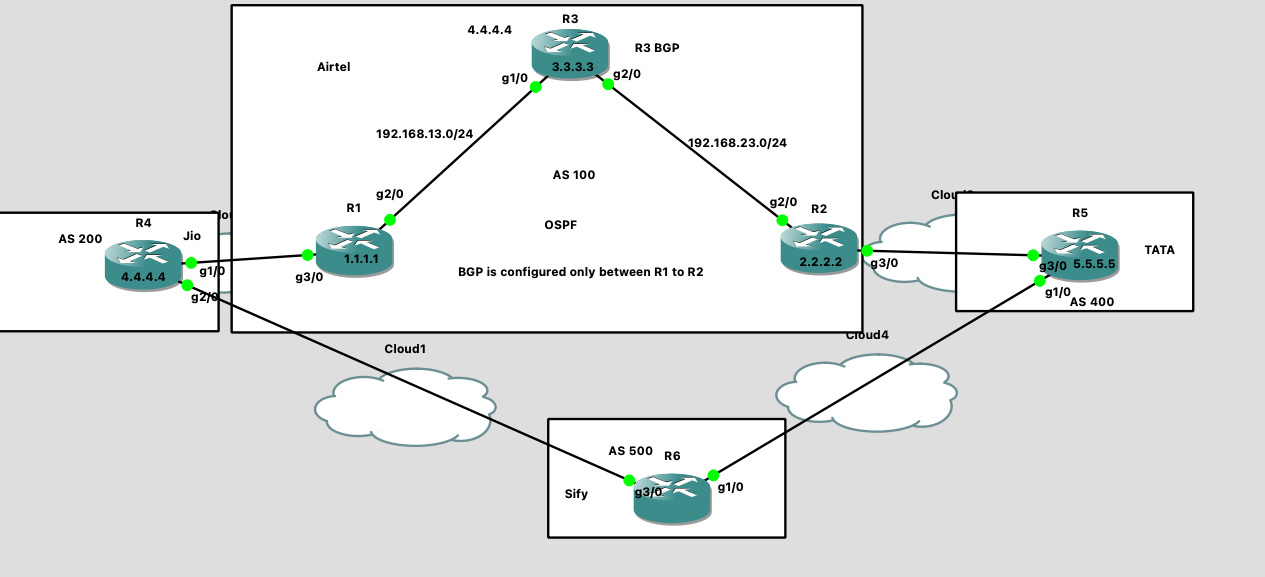 R3
4.4.4.4
R3 BGP
Airtel
3.3.3.3
g1/0
g2/0
192.168.13.0/24
192.168.23.0/24
AS 100
g2/0
g2/0
R1
R2
OSPF
R4
Jio
AS 200
R5
TATA
1.1.1.1
2.2.2.2
g3/0
g3/0
5.5.5.5
g1/0
4.4.4.4
g3/0
BGP is configured only between R1 to R2
g2/0
g1/0
AS 400
Cloud1
Cloud4
AS 500
R6
Sify
g3/0
g1/0